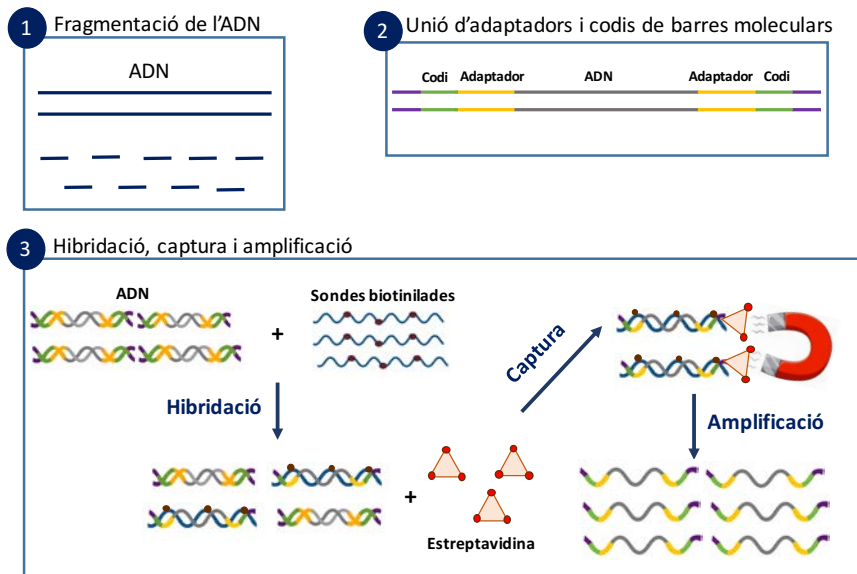 1 Fragmentació de l’ADN
ADN
2 Unió d’adaptadors i codis de barres moleculars
Codi Adaptador ADN Adaptador Codi
3 Hibridació, captura i amplificació
ADN
+
Sondes biotinilades
Hibridació
+
Estreptavidina
Captura
Amplificació